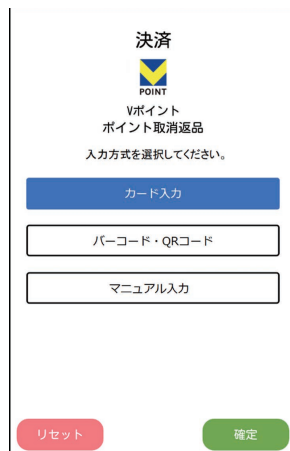 決済
POINT
Vポイント
ポイント取消返品
入力方式を選択してください。
カード入力
バーコード・QRコード
マニュアル入力
リセット
確定